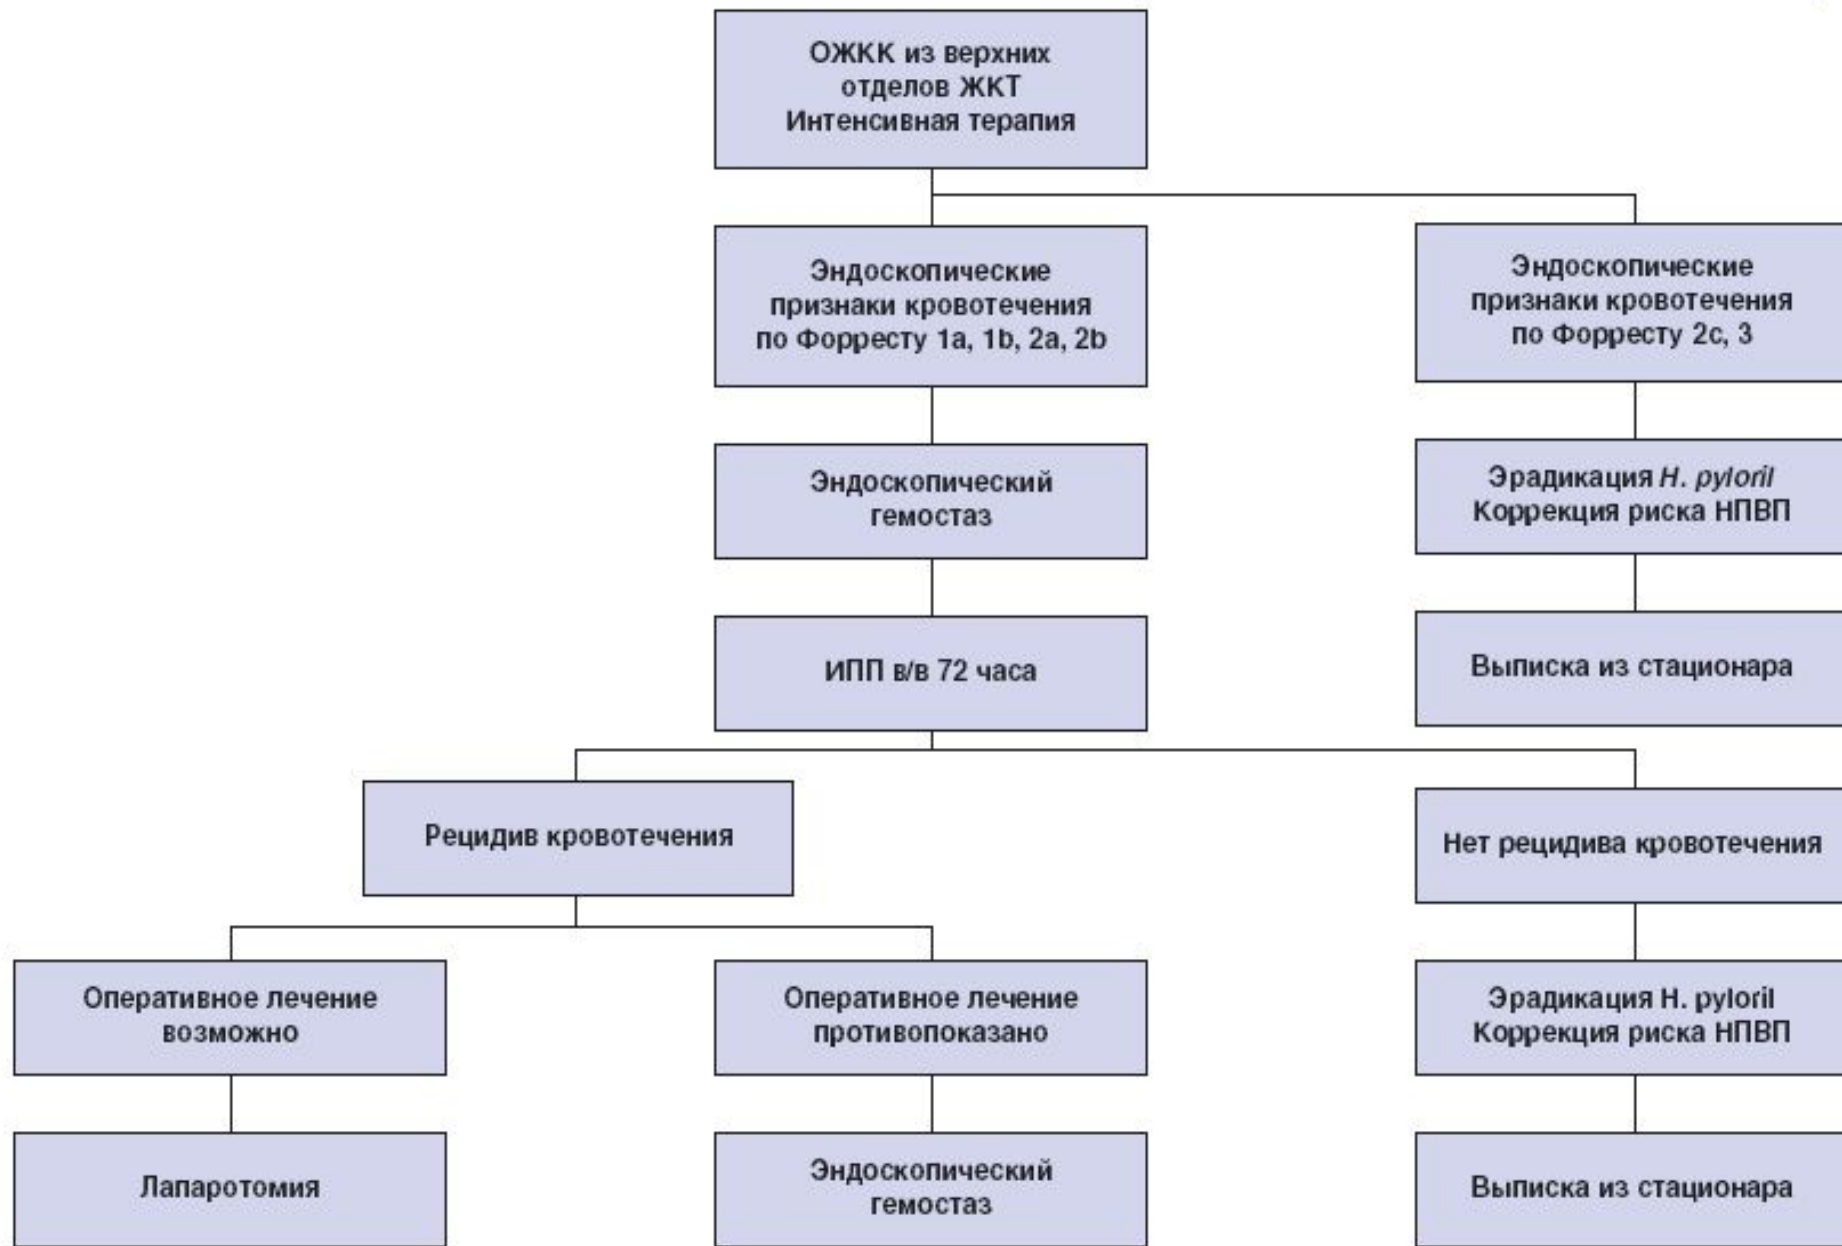 ОЖКК из верхних
отделов ЖКТ
Интенсивная терапия
Эндоскопические
признаки кровотечения
по Форресту 1a, 1b, 2a, 2b
Эндоскопические
признаки кровотечения
по Форресту 2c, 3
Эндоскопический
гемостаз
Эрадикация H. pyloril
Коррекция риска НПВП
ИПП в/в 72 часа
Выписка из стационара
Рецидив кровотечения
Нет рецидива кровотечения
Оперативное лечение
возможно
Оперативное лечение
противопоказано
Эрадикация H. pyloril
Коррекция риска НПВП
Лапаротомия
Эндоскопический
гемостаз
Выписка из стационара